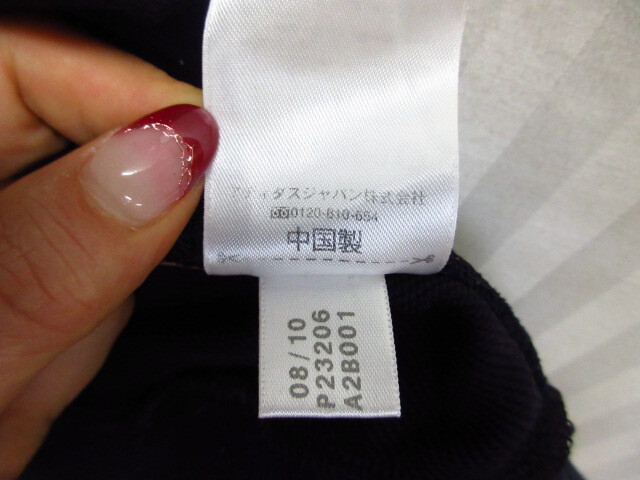 アディダスジャパン株式会社
0120-810-654
中国製
08/10
P23206
A2B001